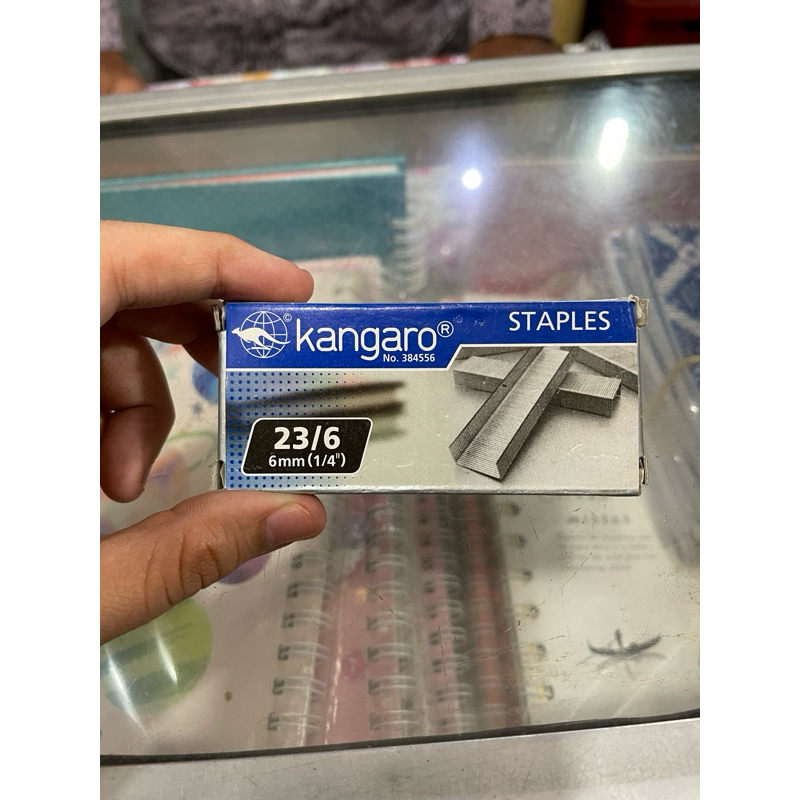 © kangaro®
No. 384556
STAPLES
23/6
6mm (1/4")